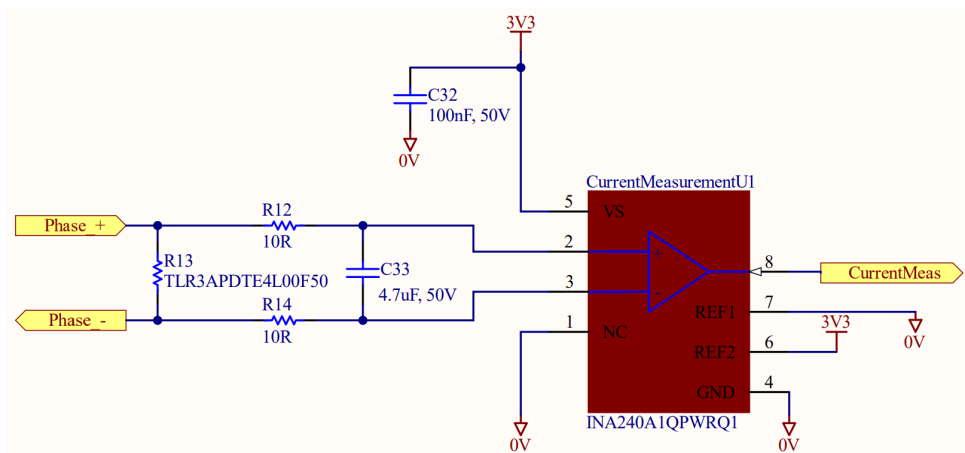 3V3
C32
100nF, 50V
0V
CurrentMeasurementU1
5
VS
Phase_+
R12
10R
2
+
8
CurrentMeas
R13
TLR3APDTE4L00F50
C33
4.7uF, 50V
3
-
7
REF1
Phase_-
R14
10R
1
NC
3V3
0V
6
REF2
4
GND
INA240A1QPWRQ1
0V
0V